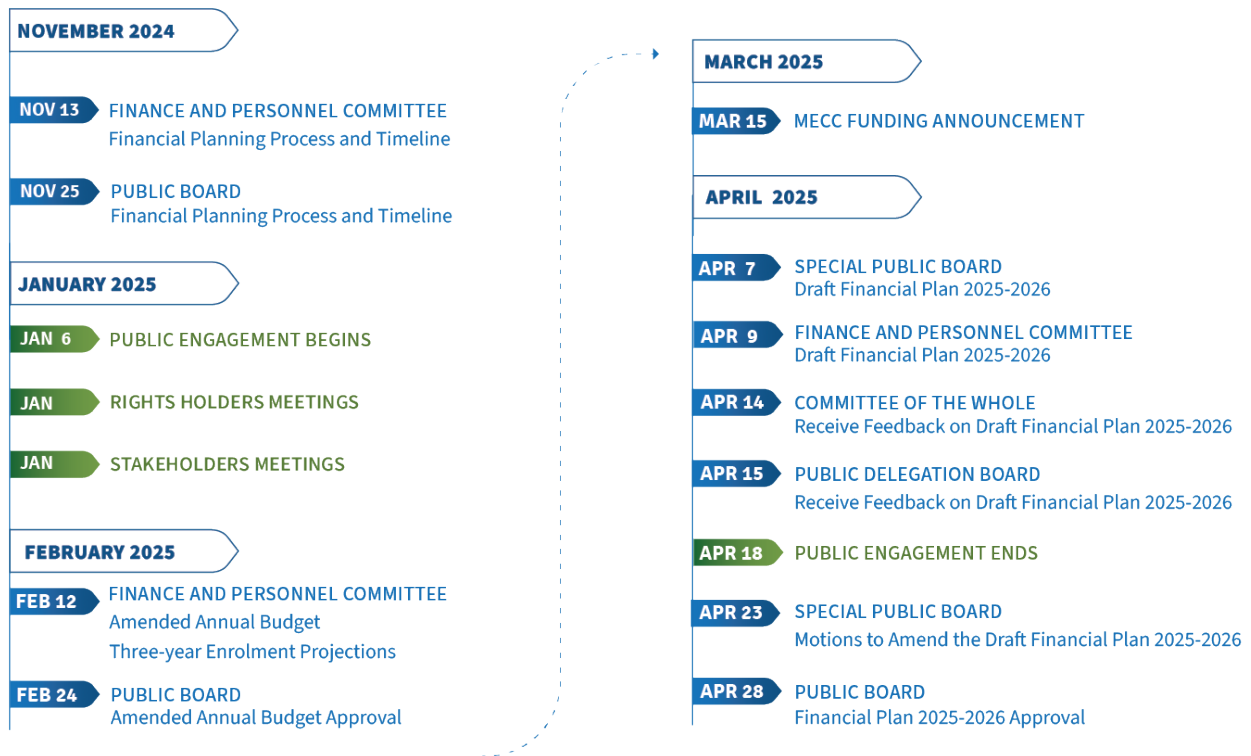 NOVEMBER 2024
NOV 13
FINANCE AND PERSONNEL COMMITTEE
Financial Planning Process and Timeline
NOV 25
PUBLIC BOARD
Financial Planning Process and Timeline
JANUARY 2025
JAN 6
PUBLIC ENGAGEMENT BEGINS
JAN
RIGHTS HOLDERS MEETINGS
JAN
STAKEHOLDERS MEETINGS
FEBRUARY 2025
FEB 12
FINANCE AND PERSONNEL COMMITTEE
Amended Annual Budget
Three-year Enrolment Projections
FEB 24
PUBLIC BOARD
Amended Annual Budget Approval
MARCH 2025
MAR 15
MECC FUNDING ANNOUNCEMENT
APRIL 2025
APR 7
SPECIAL PUBLIC BOARD
Draft Financial Plan 2025-2026
APR 9
FINANCE AND PERSONNEL COMMITTEE
Draft Financial Plan 2025-2026
APR 14
COMMITTEE OF THE WHOLE
Receive Feedback on Draft Financial Plan 2025-2026
APR 15
PUBLIC DELEGATION BOARD
Receive Feedback on Draft Financial Plan 2025-2026
APR 18
PUBLIC ENGAGEMENT ENDS
APR 23
SPECIAL PUBLIC BOARD
Motions to Amend the Draft Financial Plan 2025-2026
APR 28
PUBLIC BOARD
Financial Plan 2025-2026 Approval